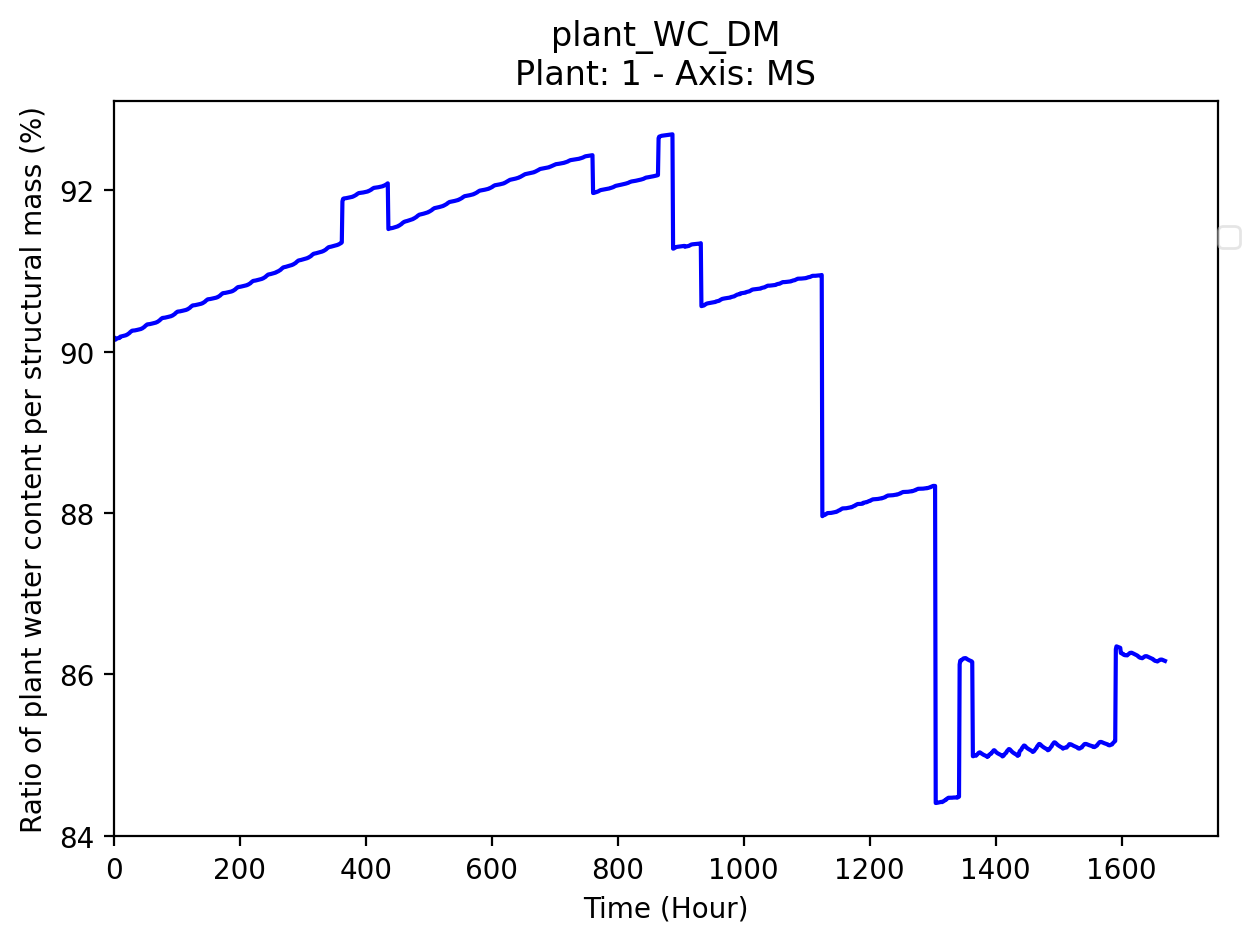 plant_WC_DM
Plant: 1 - Axis: MS
Ratio of plant water content per structural mass (%)
92
90
88
86
84
0 200 400 600 800 1000 1200 1400 1600
Time (Hour)